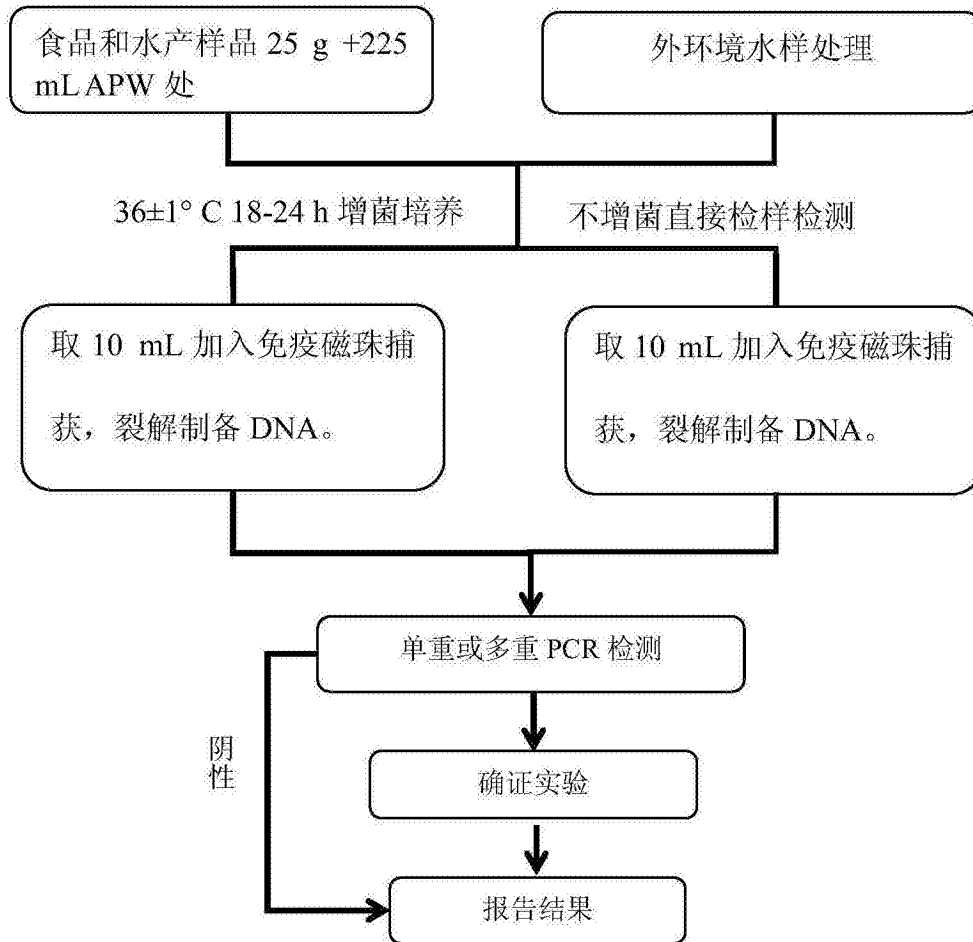 食品和水产样品 25 g +225
mL APW 处
外环境水样处理
36±1° C 18-24 h 增菌培养
不增菌直接检样检测
取 10 mL 加入免疫磁珠捕
获，裂解制备 DNA。
取 10 mL 加入免疫磁珠捕
获，裂解制备 DNA。
单重或多重 PCR 检测
阴性
确证实验
报告结果